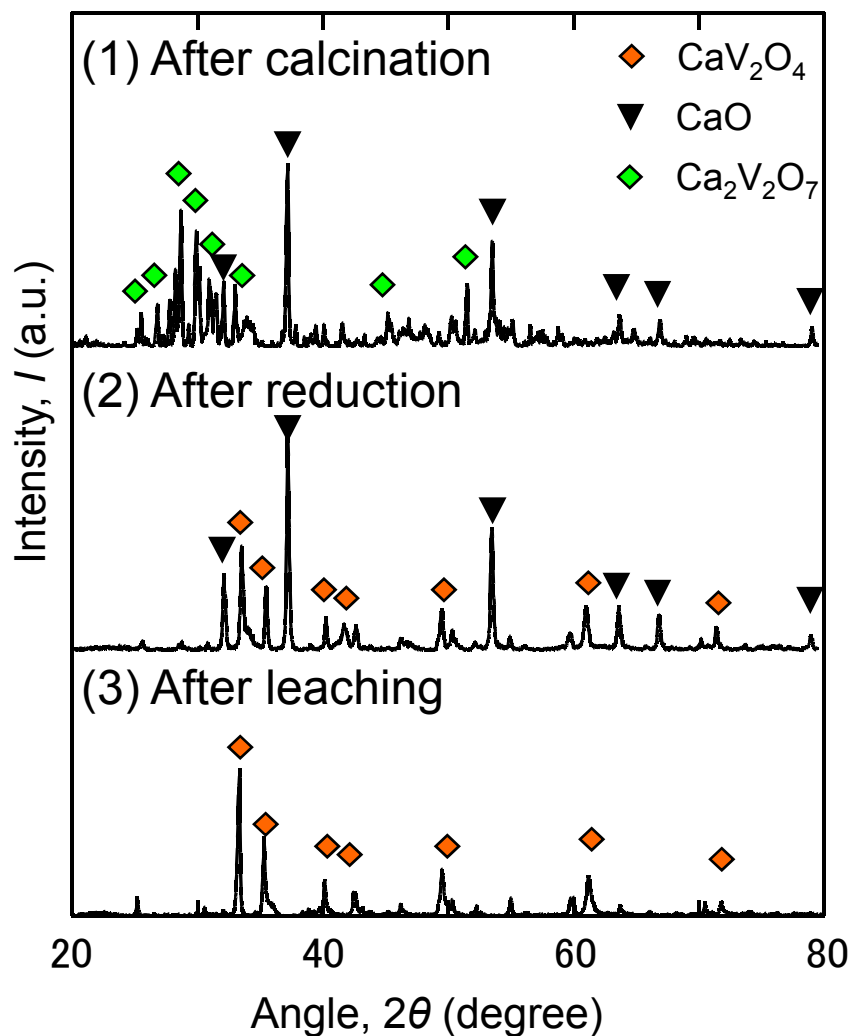 (1) After calcination
CaV₂O₄
CaO
Ca₂V₂O₇
(2) After reduction
(3) After leaching
Intensity, I (a.u.)
20 40 60 80
Angle, 2θ (degree)